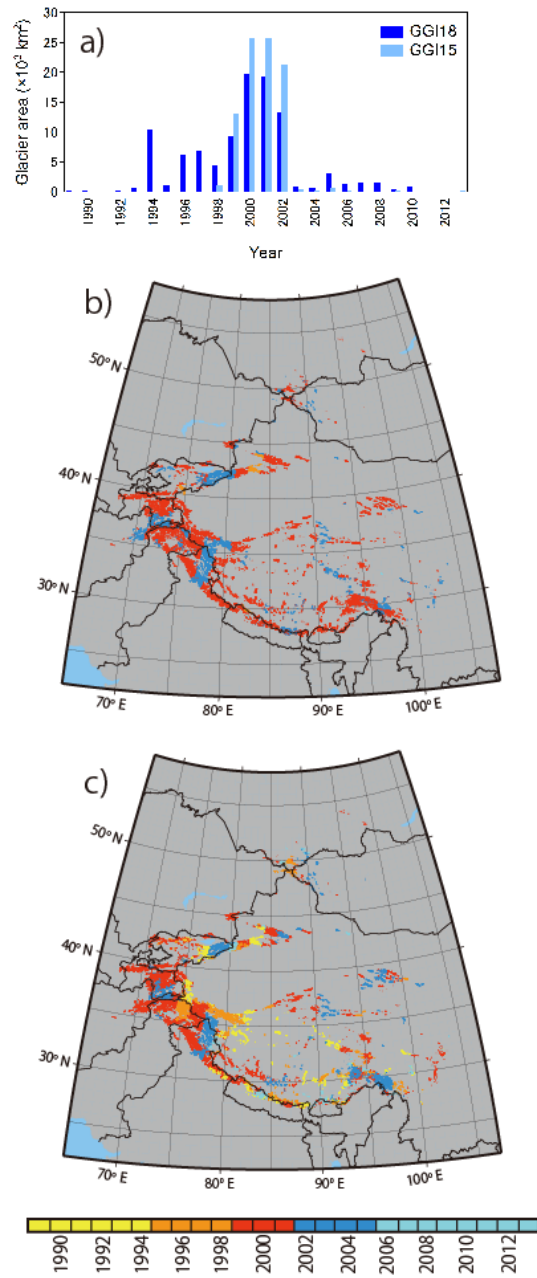 a)
Glacier area (×10³ km²)
30
25
20
15
10
5
0
GGI18
GGI15
1990
1992
1994
1996
1998
2000
2002
2004
2006
2008
2010
2012
Year
b)
50° N
40° N
30° N
70° E
80° E
90° E
100° E
c)
50° N
40° N
30° N
70° E
80° E
90° E
100° E
1990
1992
1994
1996
1998
2000
2002
2004
2006
2008
2010
2012